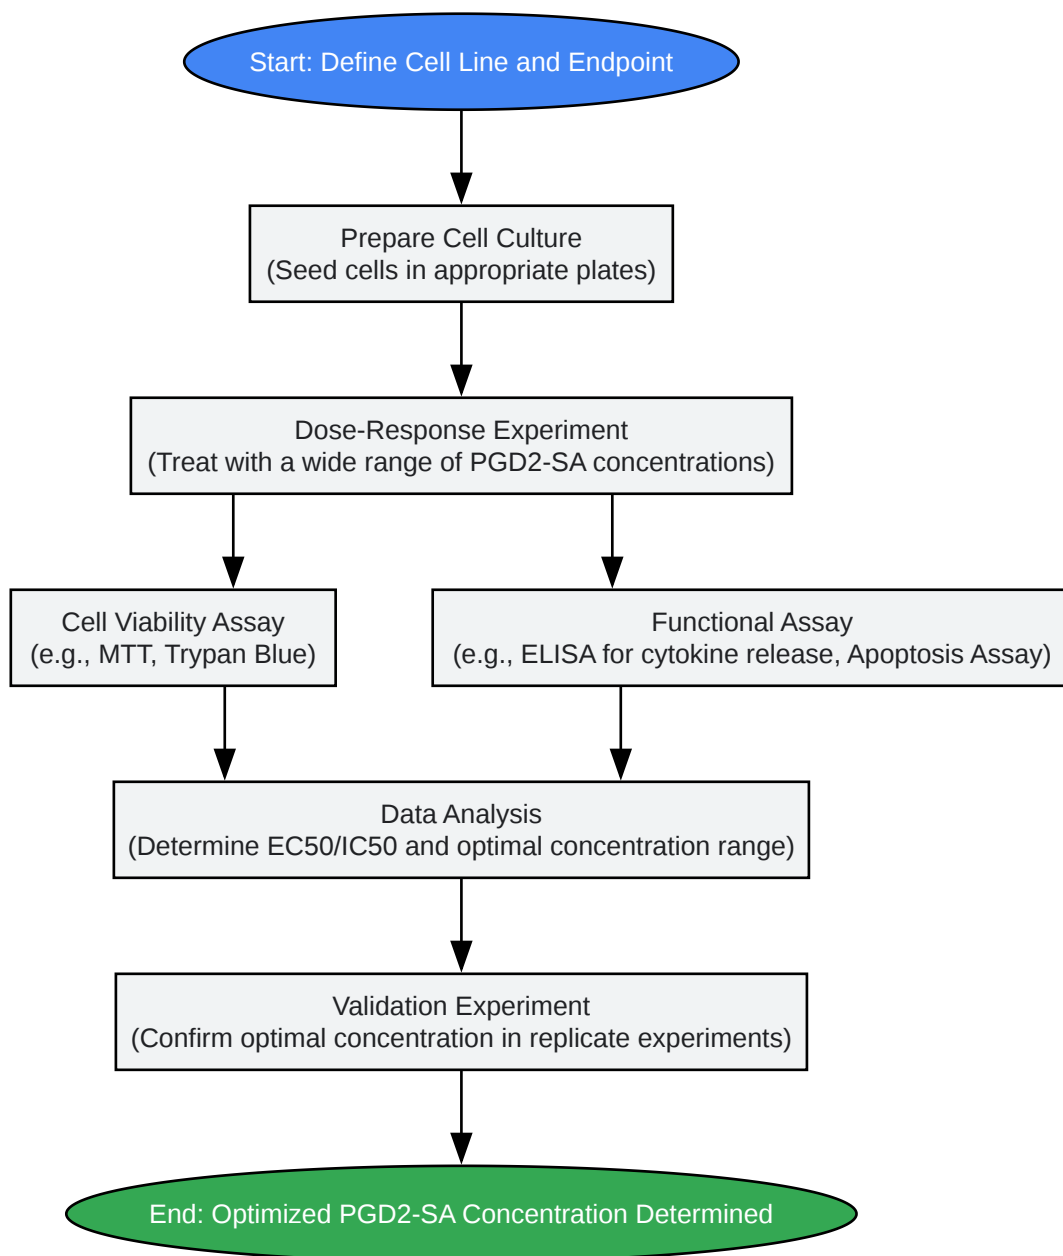 Start: Define Cell Line and Endpoint
Prepare Cell Culture
(Seed cells in appropriate plates)
Dose-Response Experiment
(Treat with a wide range of PGD2-SA concentrations)
Cell Viability Assay
(e.g., MTT, Trypan Blue)
Functional Assay
(e.g., ELISA for cytokine release, Apoptosis Assay)
Data Analysis
(Determine EC50/IC50 and optimal concentration range)
Validation Experiment
(Confirm optimal concentration in replicate experiments)
End: Optimized PGD2-SA Concentration Determined